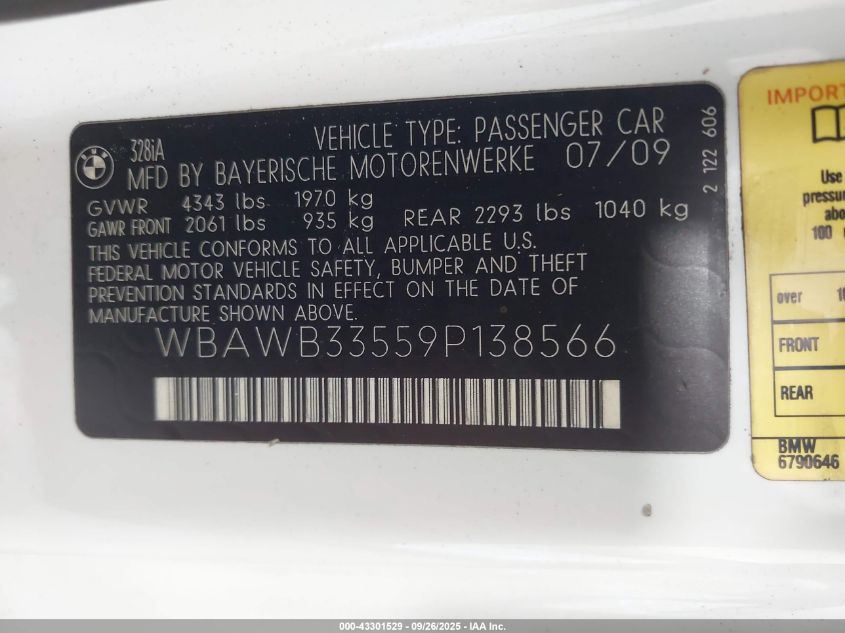 BMW
328iA
VEHICLE TYPE: PASSENGER CAR
MFD BY BAYERISCHE MOTORENWERKE 07/09
GVWR 4343 lbs 1970 kg
GAWR FRONT 2061 lbs 935 kg REAR 2293 lbs 1040 kg
THIS VEHICLE CONFORMS TO ALL APPLICABLE U.S.
FEDERAL MOTOR VEHICLE SAFETY, BUMPER AND THEFT
PREVENTION STANDARDS IN EFFECT ON THE DATE OF
MANUFACTURE SHOWN ABOVE.
WBAWB33559P138566
2 122 606
IMPORT
Use
pressu
abo
100
over 10
FRONT
REAR
BMW
6790646
000-43301529 - 09/26/2025 - IAA Inc.